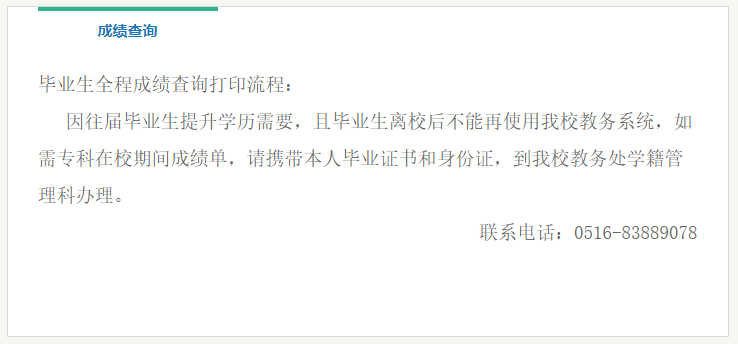 成绩查询
毕业生全程成绩查询打印流程：
因往届毕业生提升学历需要，且毕业生离校后不能再使用我校教务系统，如
需专科在校期间成绩单，请携带本人毕业证书和身份证，到我校教务处学籍管
理科办理。
联系电话：0516-83889078